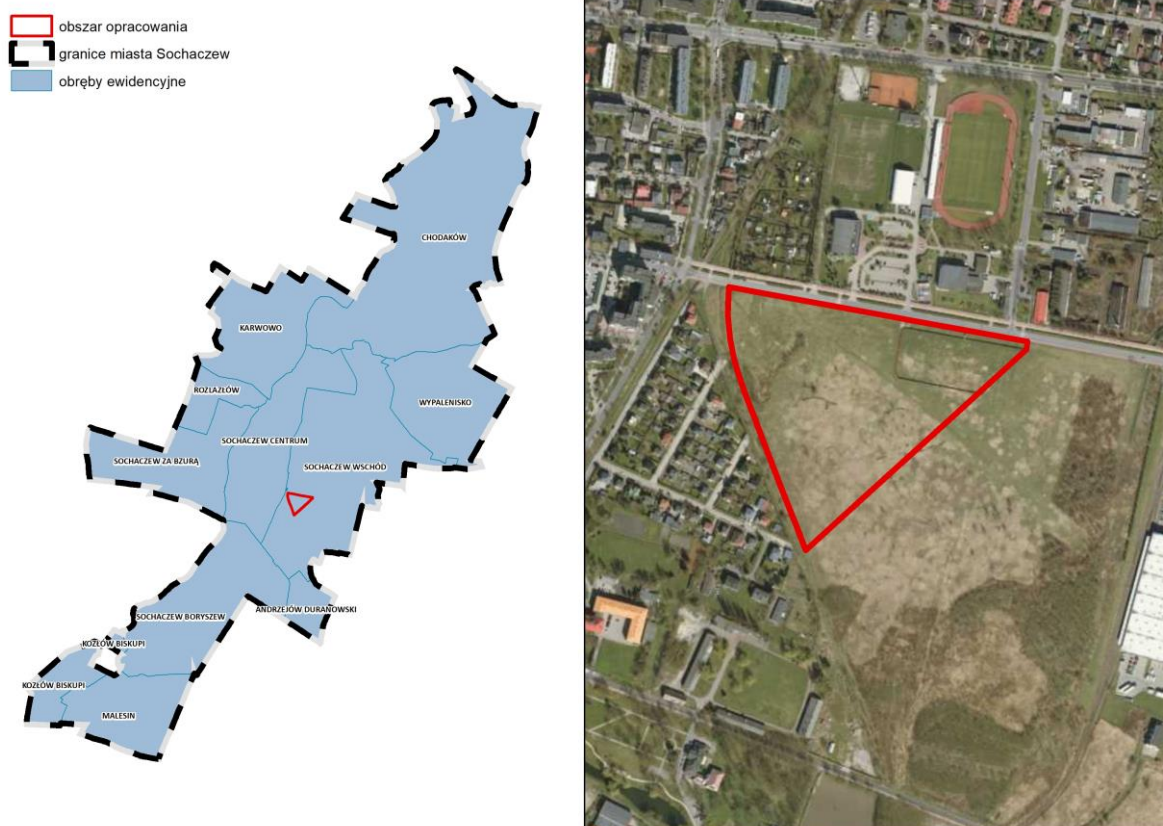 obszar opracowania
granice miasta Sochaczew
obręby ewidencyjne
CHODAKÓW
KARWOWO
ROZLAZŁÓW
WYPALENISKO
SOCHACZEW CENTRUM
SOCHACZEW ZA BZURĄ
SOCHACZEW WSCHÓD
ANDRZEJÓW DURANOWSKI
SOCHACZEW BORYSZEW
KOZŁÓW BISKUPI
KOZŁÓW BISKUPI
MALESIN